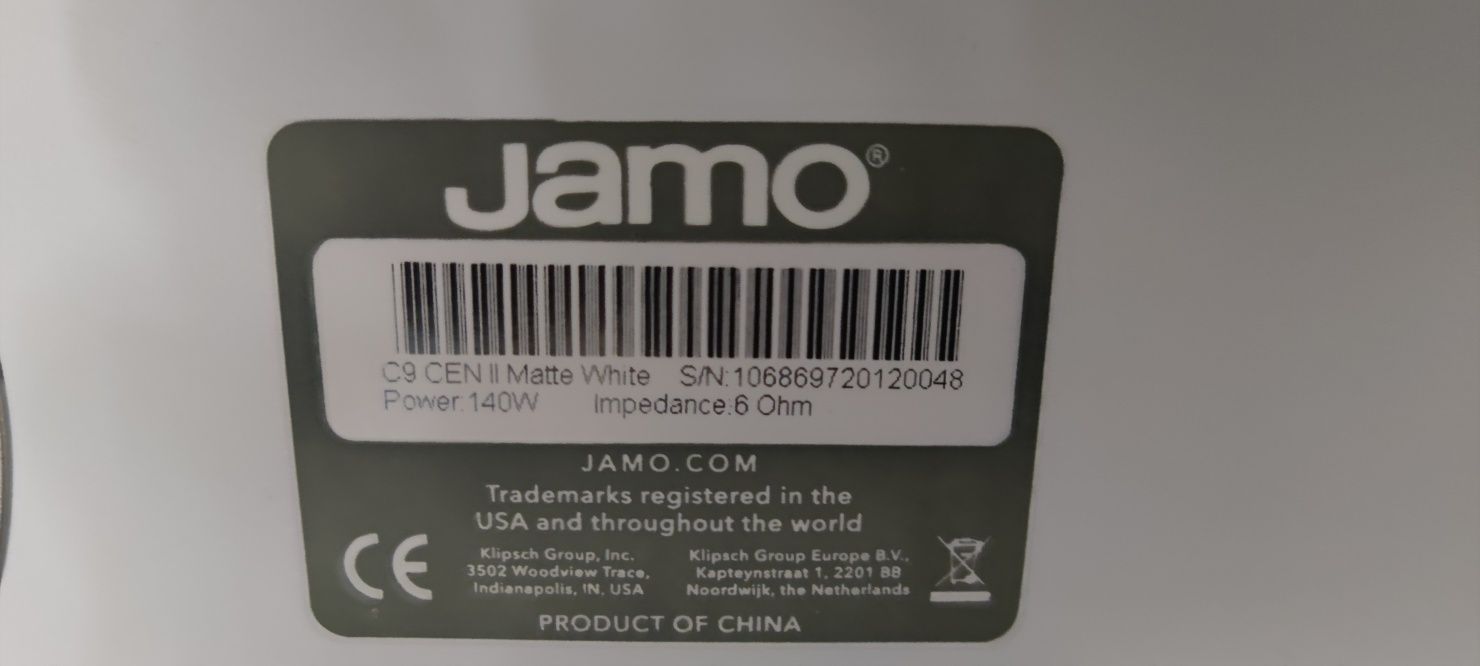 Jamo®
C9 CEN II Matte White S/N:106869720120048
Power:140W Impedance:6 Ohm
JAMO.COM
Trademarks registered in the
USA and throughout the world
CE
Klipsch Group, Inc.
3502 Woodview Trace,
Indianapolis, IN. USA
Klipsch Group Europe B.V.,
Kapteynstraat 1, 2201 BB
Noordwijk, the Netherlands
PRODUCT OF CHINA